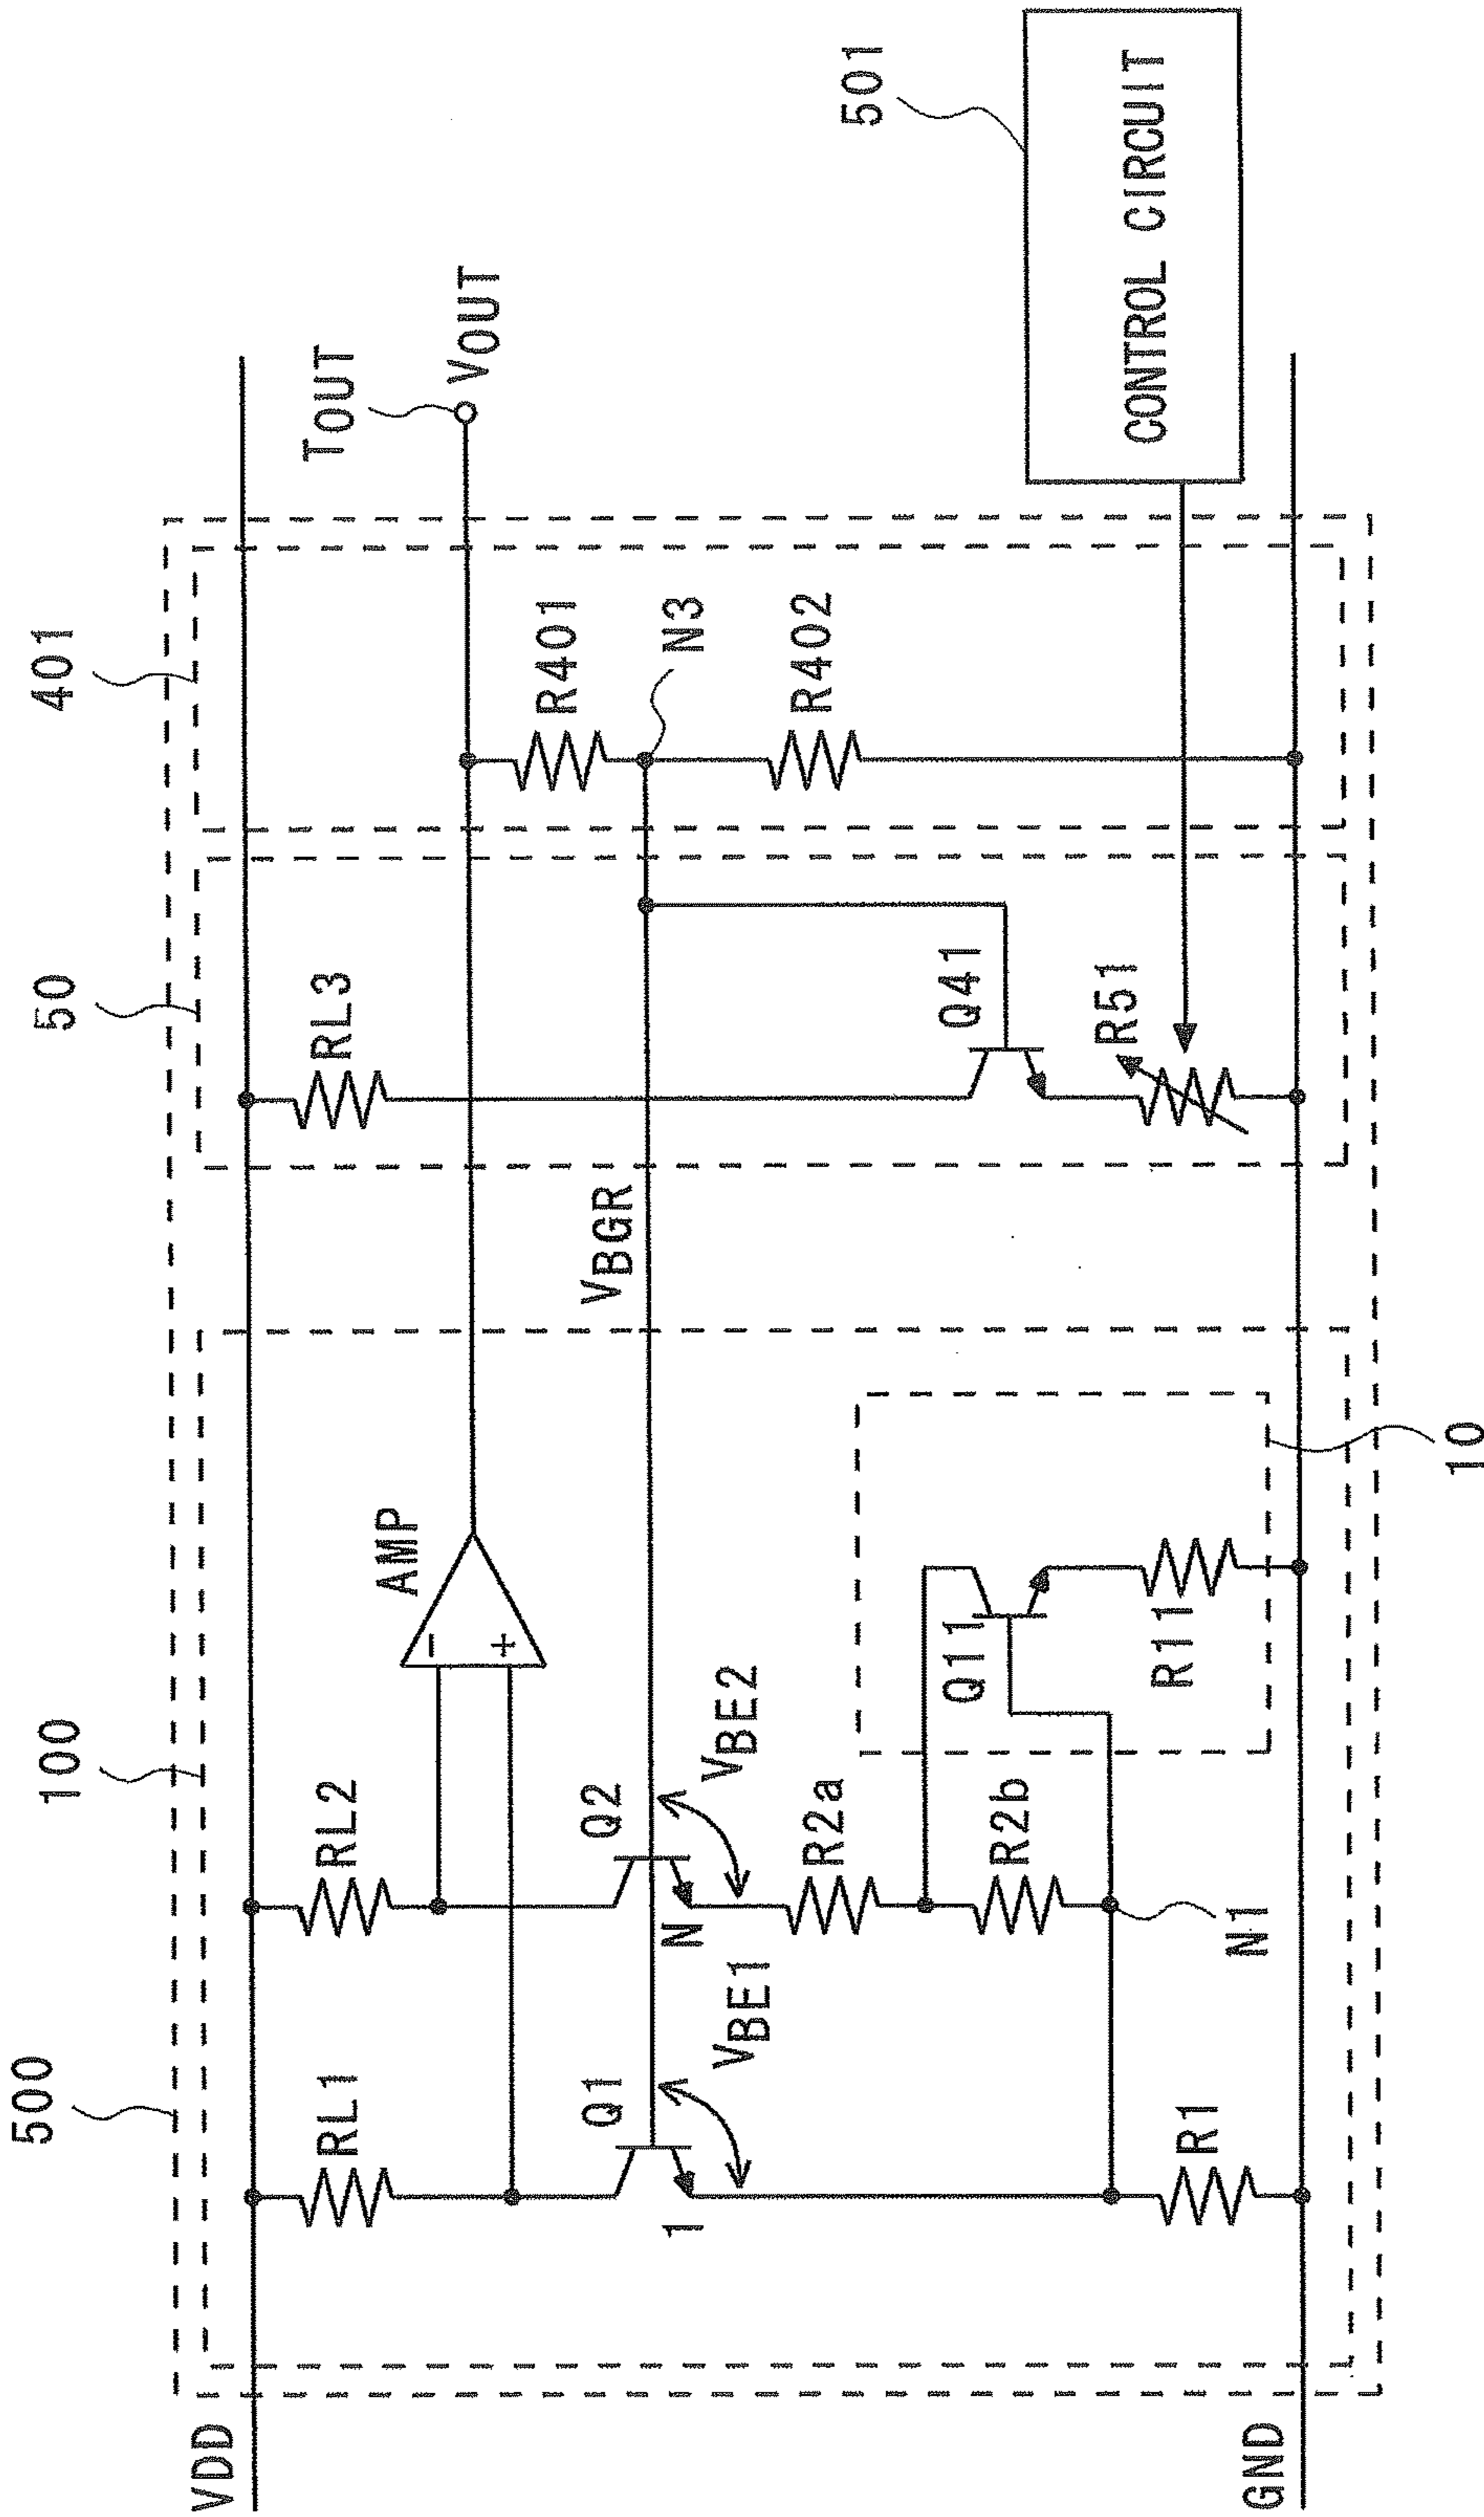 500
100
50
401
VDD
RL1
RL2
RL3
AMP
−
+
TOUT
VOUT
Q1
1
VBE1
Q2
N
VBE2
VBGR
R401
N3
R402
R2a
R2b
Q11
R11
10
Q41
R51
501
CONTROL CIRCUIT
R1
N1
GND